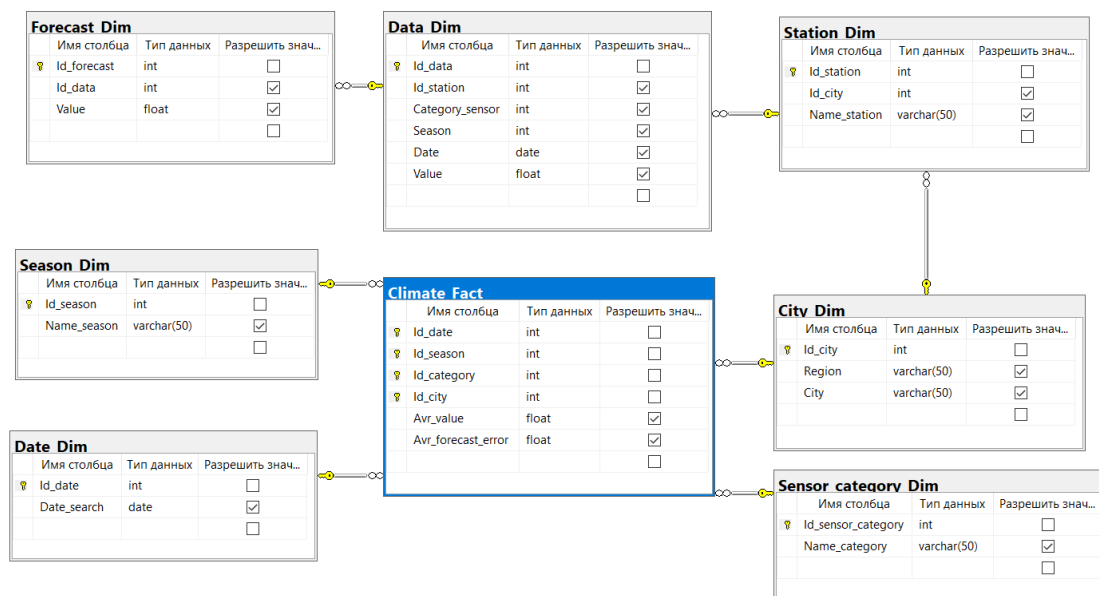 Forecast_Dim
Имя столбца Тип данных Разрешить знач...
Id_forecast int
Id_data int
Value float
Data_Dim
Имя столбца Тип данных Разрешить знач...
Id_data int
Id_station int
Category_sensor int
Season int
Date date
Value float
Station_Dim
Имя столбца Тип данных Разрешить знач...
Id_station int
Id_city int
Name_station varchar(50)
Season_Dim
Имя столбца Тип данных Разрешить знач...
Id_season int
Name_season varchar(50)
Climate_Fact
Имя столбца Тип данных Разрешить знач...
Id_date int
Id_season int
Id_category int
Id_city int
Avr_value float
Avr_forecast_error float
City_Dim
Имя столбца Тип данных Разрешить знач...
Id_city int
Region varchar(50)
City varchar(50)
Date_Dim
Имя столбца Тип данных Разрешить знач...
Id_date int
Date_search date
Sensor_category_Dim
Имя столбца Тип данных Разрешить знач...
Id_sensor_category int
Name_category varchar(50)